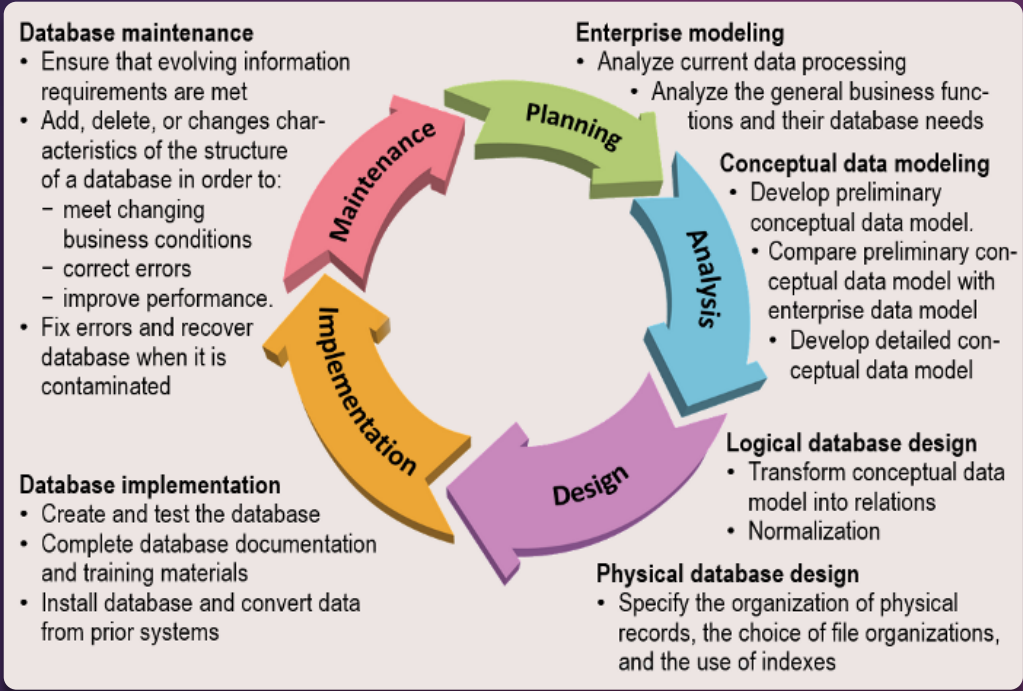 Database maintenance
• Ensure that evolving information
requirements are met
• Add, delete, or changes char-
acteristics of the structure
of a database in order to:
− meet changing
business conditions
− correct errors
− improve performance.
• Fix errors and recover
database when it is
contaminated
Enterprise modeling
• Analyze current data processing
• Analyze the general business func-
tions and their database needs
Conceptual data modeling
• Develop preliminary
conceptual data model.
• Compare preliminary con-
ceptual data model with
enterprise data model
• Develop detailed con-
ceptual data model
Planning
Analysis
Design
Implementation
Maintenance
Logical database design
• Transform conceptual data
model into relations
• Normalization
Physical database design
• Specify the organization of physical
records, the choice of file organizations,
and the use of indexes
Database implementation
• Create and test the database
• Complete database documentation
and training materials
• Install database and convert data
from prior systems